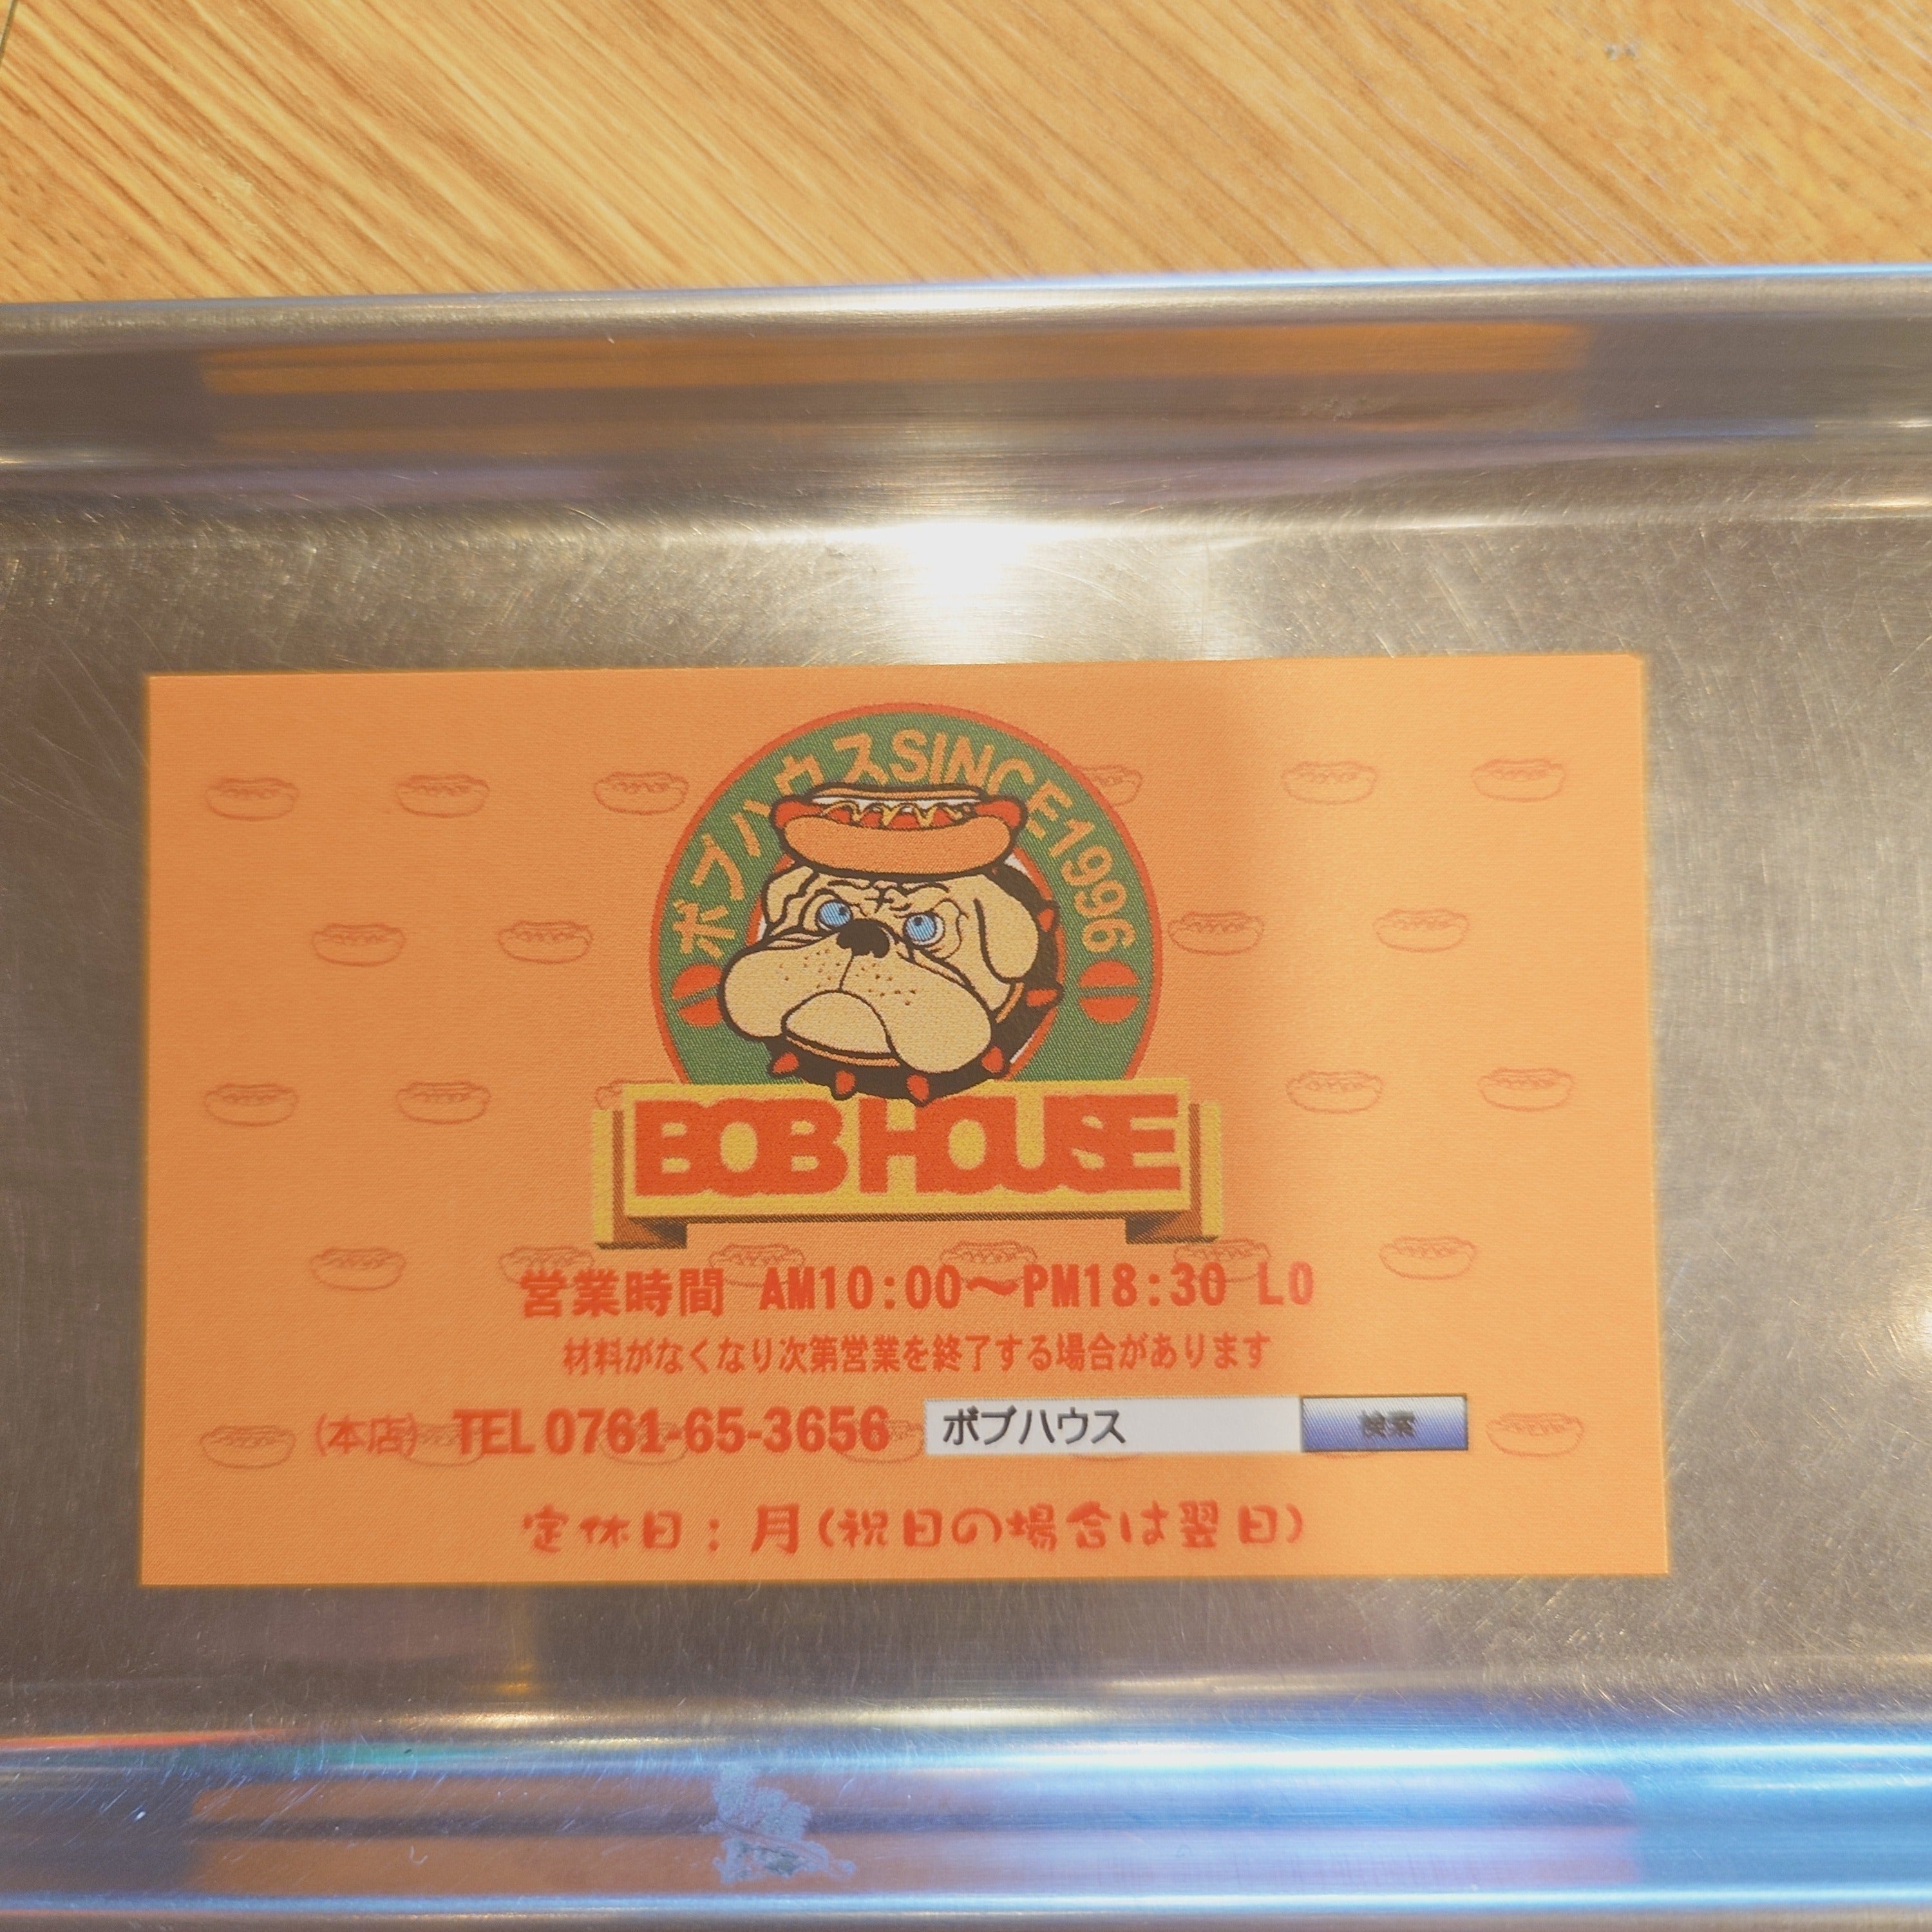 ボブハウスSINCE1996
BOB HOUSE
営業時間 AM10:00～PM18:30 LO
材料がなくなり次第営業を終了する場合があります
(本店) TEL 0761-65-3656 ボブハウス 検索
定休日：月(祝日の場合は翌日)